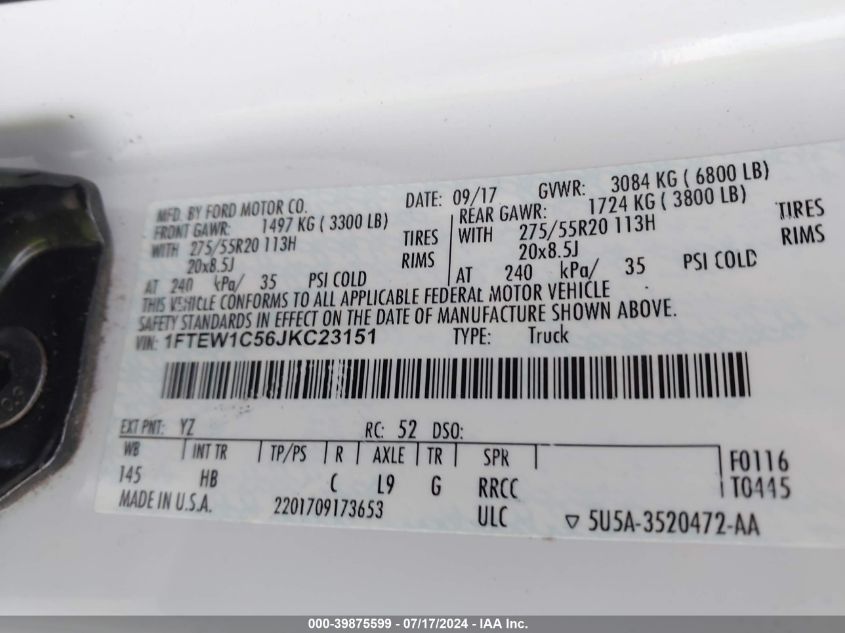 MFD. BY FORD MOTOR CO. DATE: 09/17 GVWR: 3084 KG ( 6800 LB)
FRONT GAWR: 1497 KG ( 3300 LB) REAR GAWR: 1724 KG ( 3800 LB)
WITH 275/55R20 113H TIRES WITH 275/55R20 113H TIRES
20x8.5J RIMS 20x8.5J RIMS
AT 240 kPa/ 35 PSI COLD AT 240 kPa/ 35 PSI COLD
THIS VEHICLE CONFORMS TO ALL APPLICABLE FEDERAL MOTOR VEHICLE
SAFETY STANDARDS IN EFFECT ON THE DATE OF MANUFACTURE SHOWN ABOVE.
VIN: 1FTEW1C56JKC23151 TYPE: Truck
EXT PNT: YZ RC: 52 DSO:
WB INT TR TP/PS R AXLE TR SPR F0116
145 HB C L9 G RRCC T0445
MADE IN U.S.A. 2201709173653 ULC 5U5A-3520472-AA
000-39875599 - 07/17/2024 - IAA Inc.